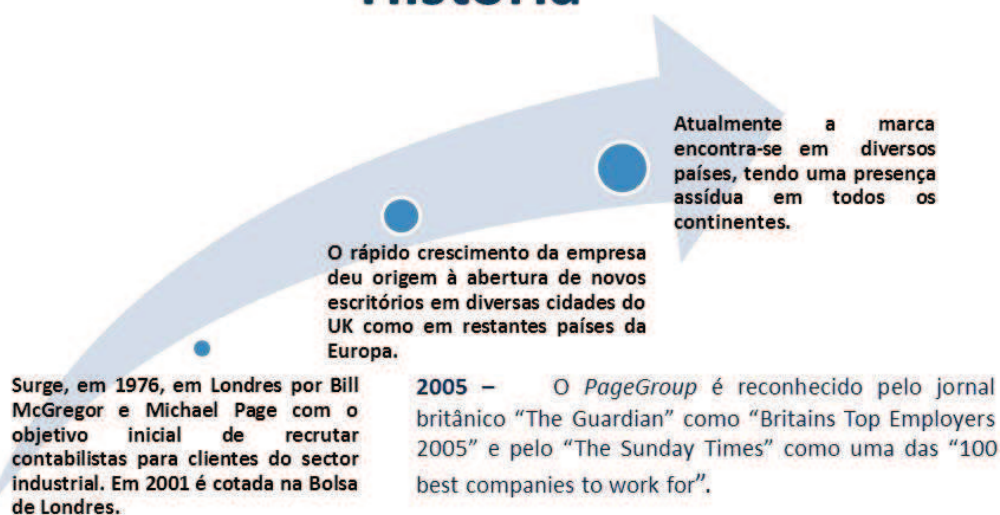 Surge, em 1976, em Londres por Bill
McGregor e Michael Page com o
objetivo inicial de recrutar
contabilistas para clientes do sector
industrial. Em 2001 é cotada na Bolsa
de Londres.
O rápido crescimento da empresa
deu origem à abertura de novos
escritórios em diversas cidades do
UK como em restantes países da
Europa.
Atualmente a marca
encontra-se em diversos
países, tendo uma presença
assídua em todos os
continentes.
2005 – O PageGroup é reconhecido pelo jornal
britânico “The Guardian” como “Britains Top Employers
2005” e pelo “The Sunday Times” como uma das “100
best companies to work for”.